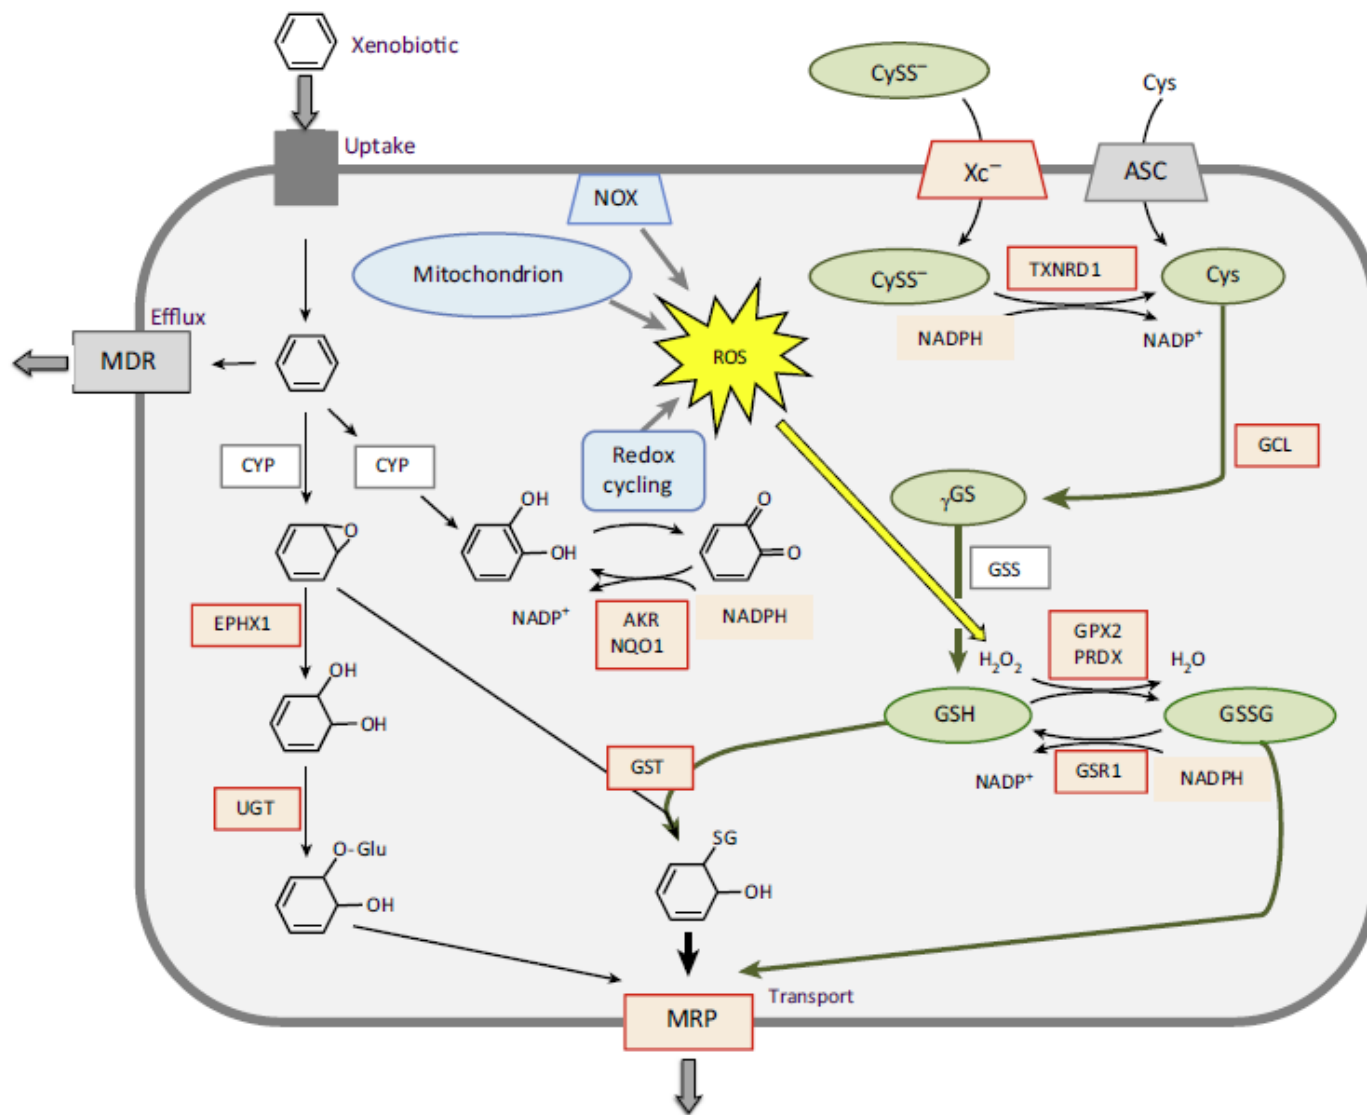 Xenobiotic
CySS⁻
Cys
Uptake
Xc⁻
ASC
NOX
Mitochondrion
CySS⁻
TXNRD1
Cys
NADPH
NADP⁺
Efflux
MDR
ROS
CYP
CYP
Redox
cycling
GCL
γGS
O
OH
OH
O
O
GSS
NADP⁺
AKR
NQO1
NADPH
EPHX1
H₂O₂
GPX2
PRDX
H₂O
OH
OH
GSH
GSSG
GST
NADP⁺
GSR1
NADPH
UGT
O-Glu
OH
SG
OH
Transport
MRP